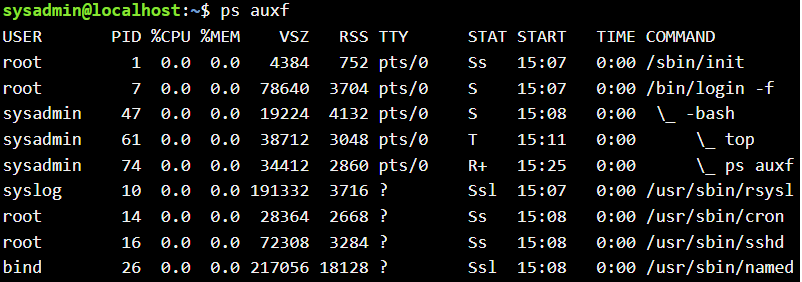 sysadmin@localhost:~$ ps auxf
USER       PID %CPU %MEM    VSZ   RSS TTY      STAT START   TIME COMMAND
root         1  0.0  0.0   4384   752 pts/0    Ss   15:07   0:00 /sbin/init
root         7  0.0  0.0  78640  3704 pts/0    S    15:07   0:00 /bin/login -f
sysadmin    47  0.0  0.0  19224  4132 pts/0    S    15:08   0:00  \_ -bash
sysadmin    61  0.0  0.0  38712  3048 pts/0    T    15:11   0:00      \_ top
sysadmin    74  0.0  0.0  34412  2860 pts/0    R+   15:25   0:00      \_ ps auxf
syslog      10  0.0  0.0 191332  3716 ?        Ssl  15:07   0:00 /usr/sbin/rsysl
root        14  0.0  0.0  28364  2668 ?        Ss   15:08   0:00 /usr/sbin/cron
root        16  0.0  0.0  72308  3284 ?        Ss   15:08   0:00 /usr/sbin/sshd
bind        26  0.0  0.0 217056 18128 ?        Ssl  15:08   0:00 /usr/sbin/named